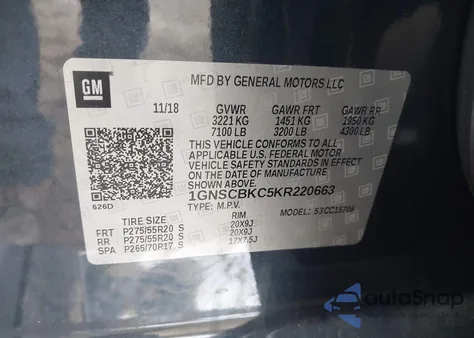 GM
MFD BY GENERAL MOTORS LLC
11/18 GVWR GAWR FRT GAWR RR
3221 KG 1451 KG 1950 KG
7100 LB 3200 LB 4300 LB
THIS VEHICLE CONFORMS TO ALL
APPLICABLE U.S. FEDERAL MOTOR
VEHICLE SAFETY STANDARDS IN EFFECT
ON THE DATE OF MANUFACTURE
SHOWN ABOVE.
1GNSCBKC5KR220663
626D TYPE: M.P.V. MODEL: 53CC15706
TIRE SIZE RIM
FRT P275/55R20 S 20X9J
RR P275/55R20 S 20X9J
SPA P265/70R17 S 17X7.5J
AutoSnap